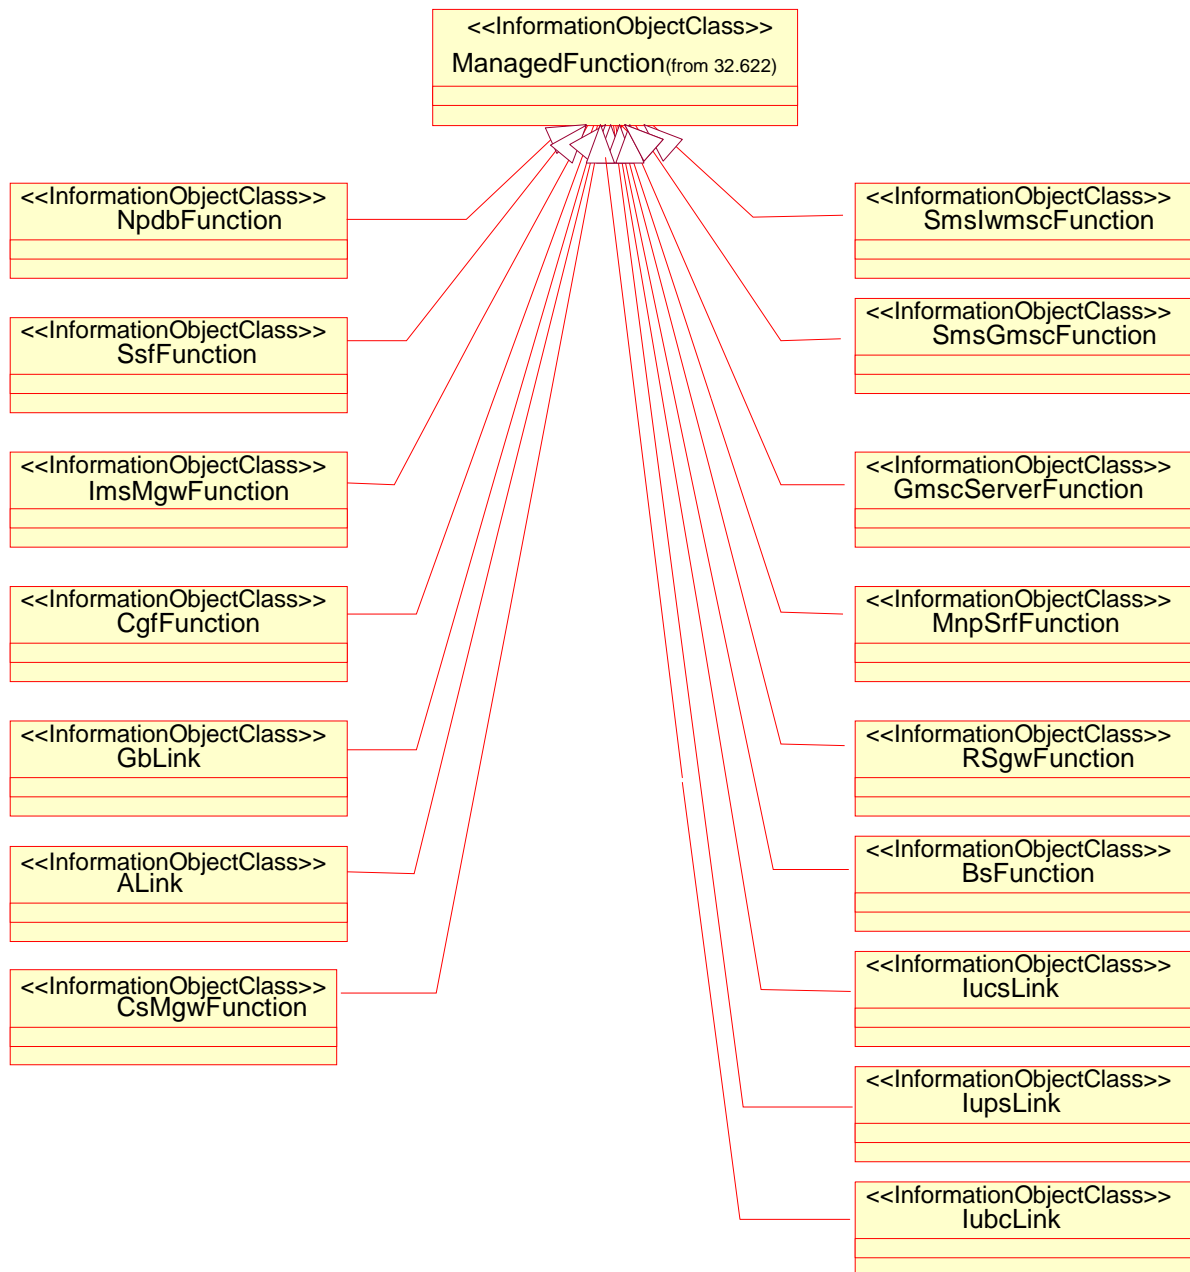 <<InformationObjectClass>>
ManagedFunction(from 32.622)
<<InformationObjectClass>>
NpdbFunction
<<InformationObjectClass>>
SsfFunction
<<InformationObjectClass>>
ImsMgwFunction
<<InformationObjectClass>>
CgfFunction
<<InformationObjectClass>>
GbLink
<<InformationObjectClass>>
ALink
<<InformationObjectClass>>
CsMgwFunction
<<InformationObjectClass>>
SmsIwmscFunction
<<InformationObjectClass>>
SmsGmscFunction
<<InformationObjectClass>>
GmscServerFunction
<<InformationObjectClass>>
MnpSrfFunction
<<InformationObjectClass>>
RSgwFunction
<<InformationObjectClass>>
BsFunction
<<InformationObjectClass>>
IucsLink
<<InformationObjectClass>>
IupsLink
<<InformationObjectClass>>
IubcLink